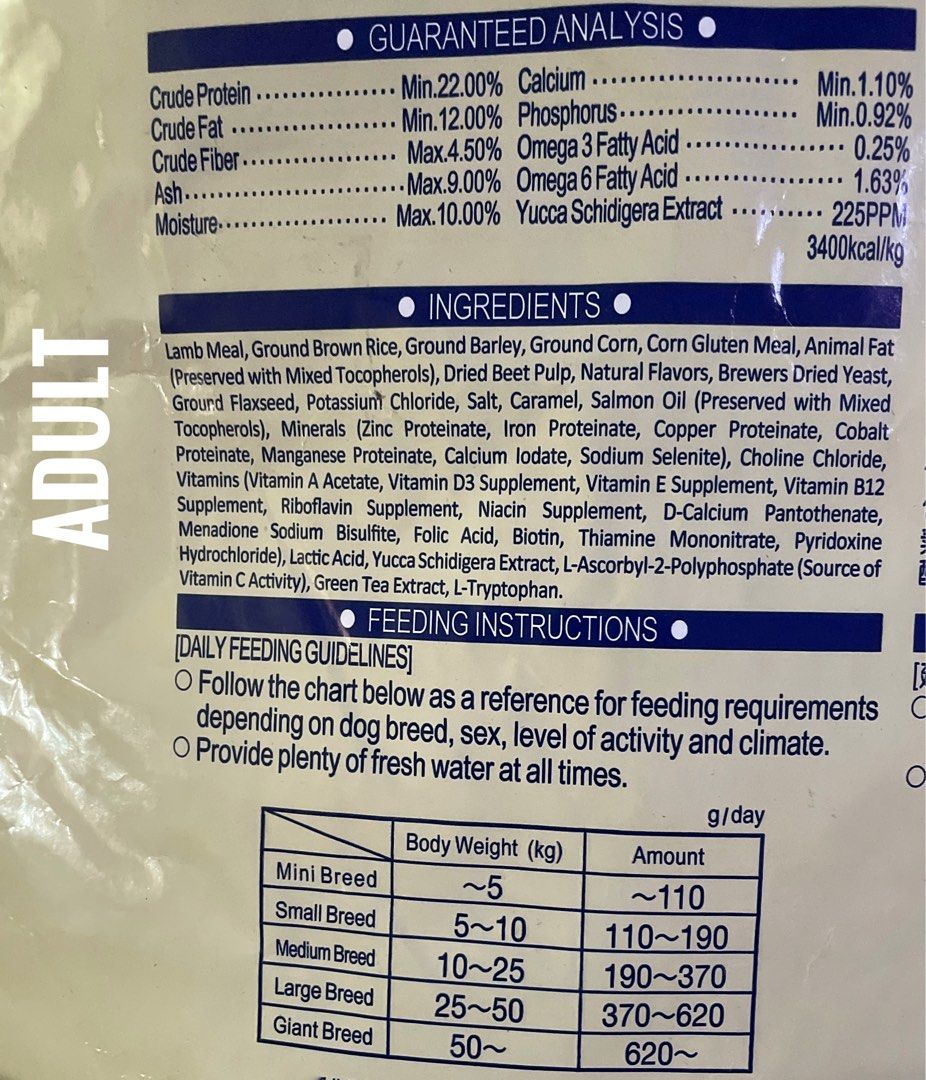 ADULT
● GUARANTEED ANALYSIS ●
Crude Protein ················ Min.22.00%
Crude Fat ···················· Min.12.00%
Crude Fiber ·················· Max.4.50%
Ash ·························· Max.9.00%
Moisture ····················· Max.10.00%
Calcium ······················ Min.1.10%
Phosphorus ··················· Min.0.92%
Omega 3 Fatty Acid ··············· 0.25%
Omega 6 Fatty Acid ··············· 1.63%
Yucca Schidigera Extract ·········· 225PPM
3400kcal/kg
● INGREDIENTS ●
Lamb Meal, Ground Brown Rice, Ground Barley, Ground Corn, Corn Gluten Meal, Animal Fat
(Preserved with Mixed Tocopherols), Dried Beet Pulp, Natural Flavors, Brewers Dried Yeast,
Ground Flaxseed, Potassium Chloride, Salt, Caramel, Salmon Oil (Preserved with Mixed
Tocopherols), Minerals (Zinc Proteinate, Iron Proteinate, Copper Proteinate, Cobalt
Proteinate, Manganese Proteinate, Calcium Iodate, Sodium Selenite), Choline Chloride,
Vitamins (Vitamin A Acetate, Vitamin D3 Supplement, Vitamin E Supplement, Vitamin B12
Supplement, Riboflavin Supplement, Niacin Supplement, D-Calcium Pantothenate,
Menadione Sodium Bisulfite, Folic Acid, Biotin, Thiamine Mononitrate, Pyridoxine
Hydrochloride), Lactic Acid, Yucca Schidigera Extract, L-Ascorbyl-2-Polyphosphate (Source of
Vitamin C Activity), Green Tea Extract, L-Tryptophan.
● FEEDING INSTRUCTIONS ●
[DAILY FEEDING GUIDELINES]
○ Follow the chart below as a reference for feeding requirements
depending on dog breed, sex, level of activity and climate.
○ Provide plenty of fresh water at all times.
g/day
Body Weight (kg) Amount
Mini Breed ~5 ~110
Small Breed 5~10 110~190
Medium Breed 10~25 190~370
Large Breed 25~50 370~620
Giant Breed 50~ 620~